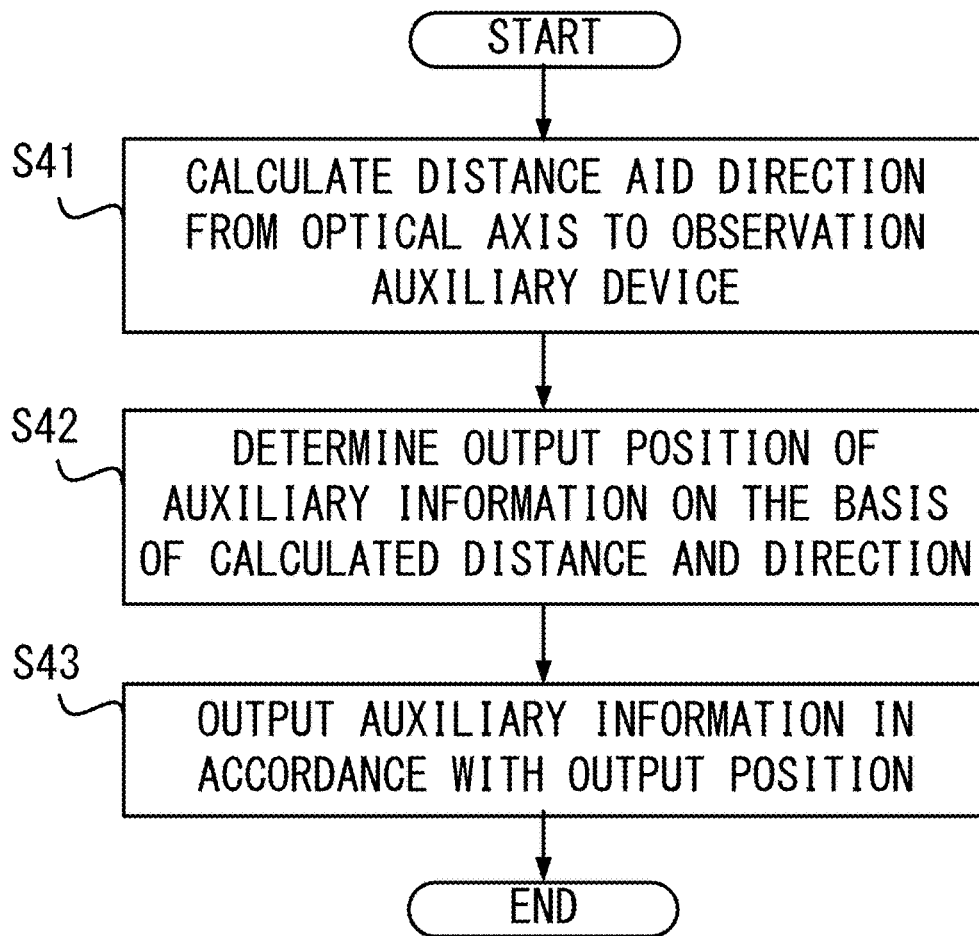 START
S41
CALCULATE DISTANCE AID DIRECTION
FROM OPTICAL AXIS TO OBSERVATION
AUXILIARY DEVICE
S42
DETERMINE OUTPUT POSITION OF
AUXILIARY INFORMATION ON THE BASIS
OF CALCULATED DISTANCE AND DIRECTION
S43
OUTPUT AUXILIARY INFORMATION IN
ACCORDANCE WITH OUTPUT POSITION
END